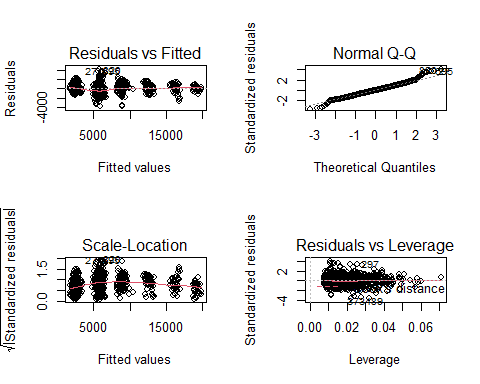 Residuals vs Fitted
Residuals
-4000
5000
15000
Fitted values
Normal Q-Q
Standardized residuals
-2
2
-3
-2
-1
0
1
2
3
Theoretical Quantiles
Scale-Location
√|Standardized residuals|
0.0
1.5
5000
15000
Fitted values
Residuals vs Leverage
Standardized residuals
-4
2
297
distance
0.00
0.02
0.04
0.06
Leverage